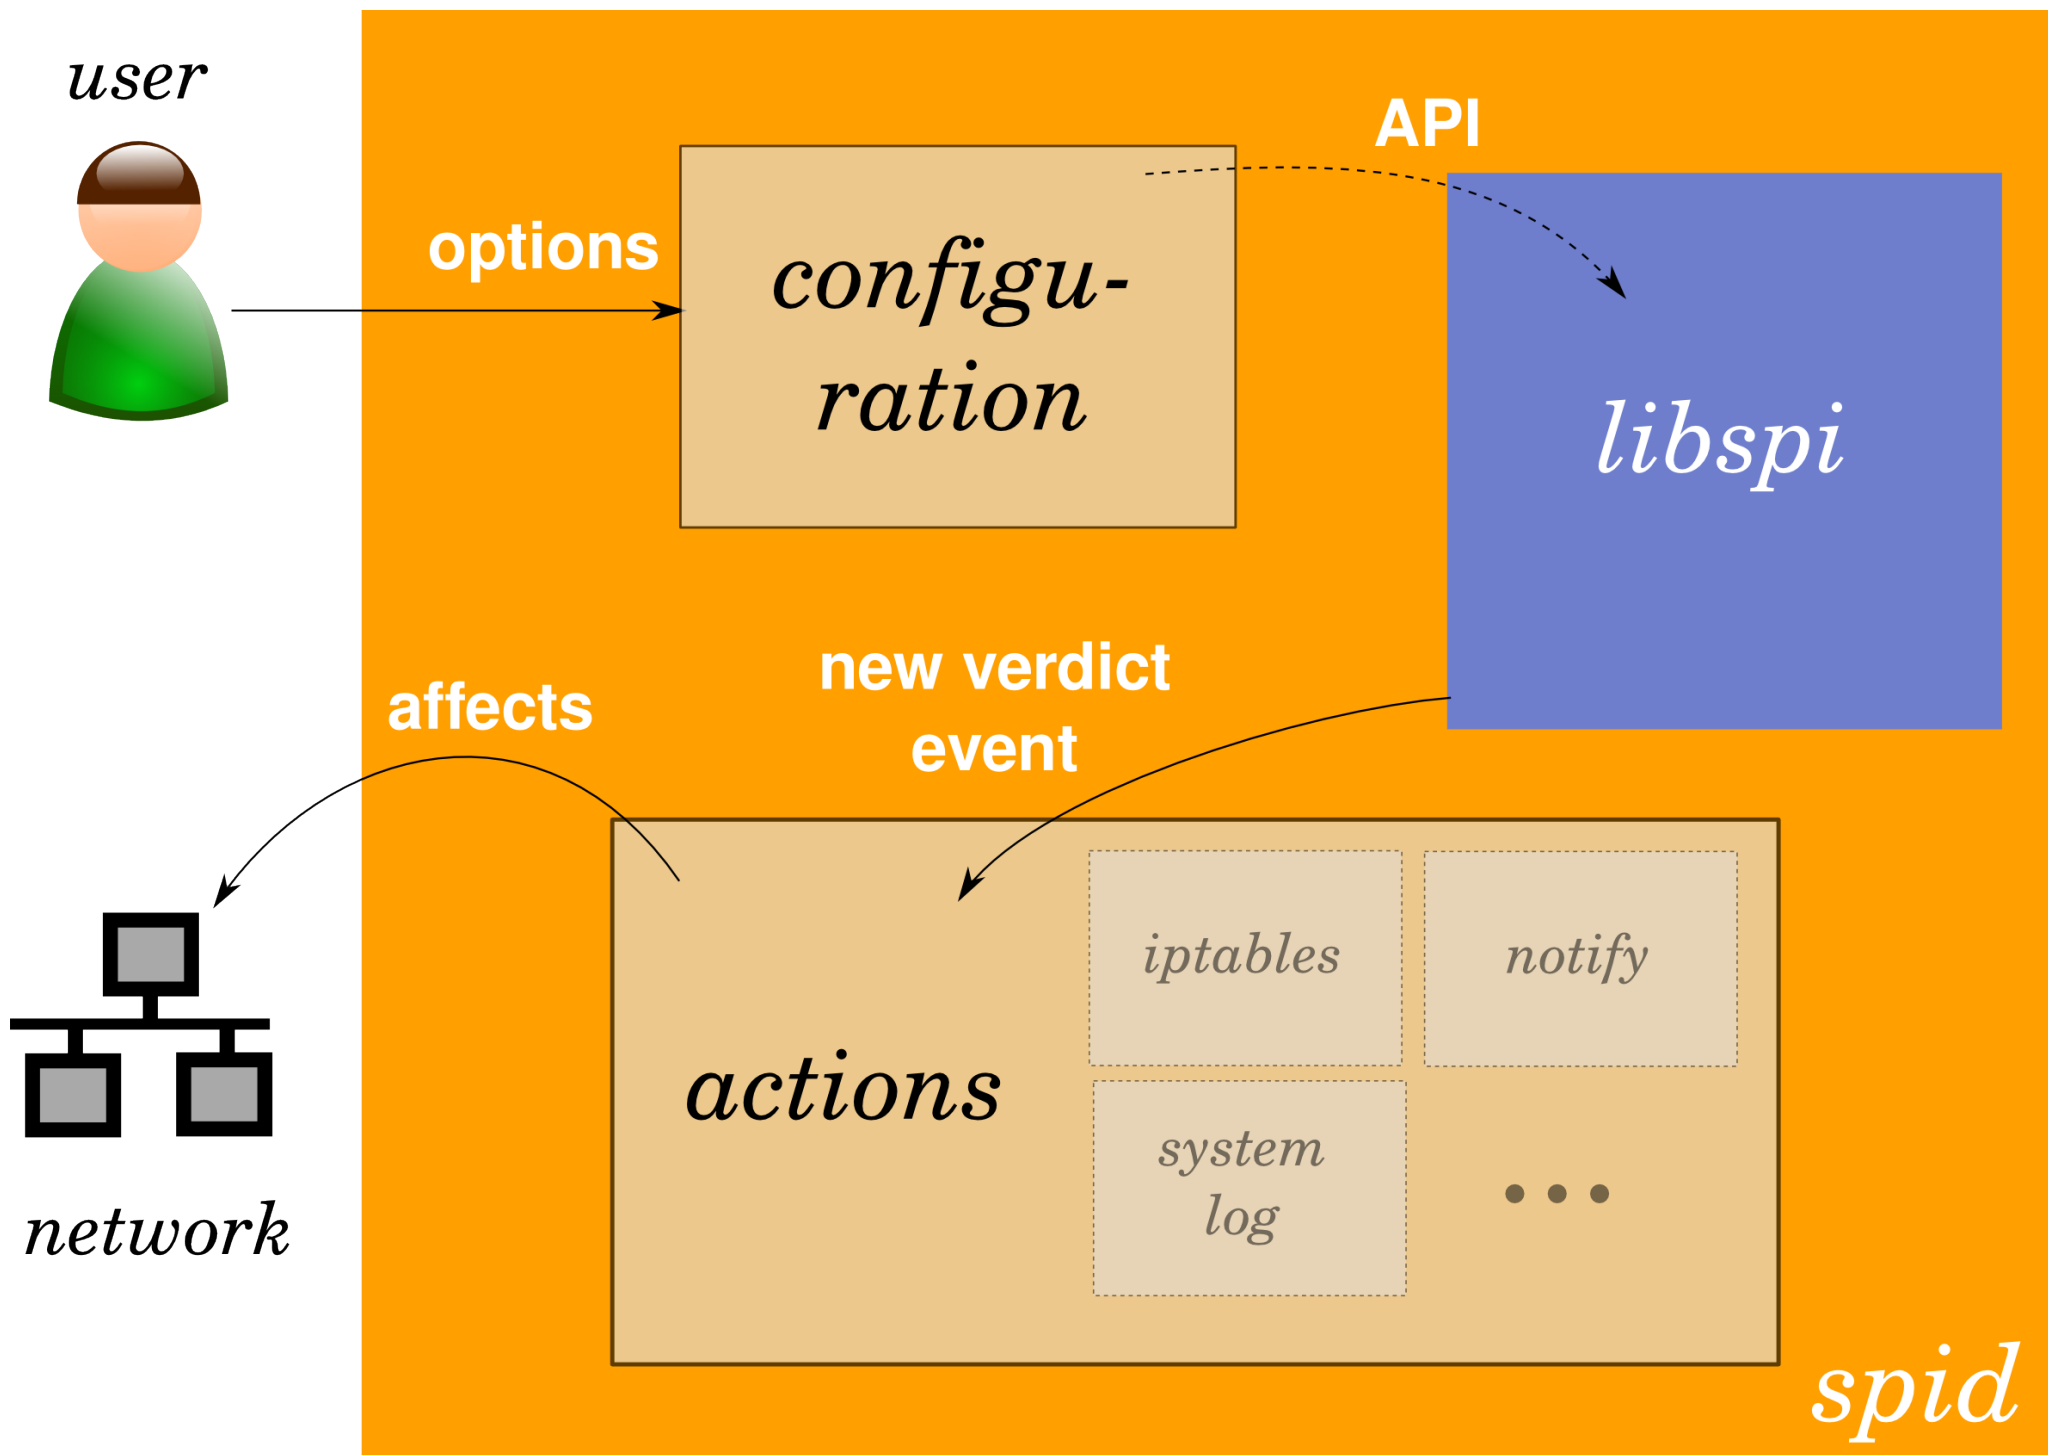 user
options
API
configu-
ration
libspi
affects
new verdict
event
iptables
notify
actions
system
log
• • •
network
spid